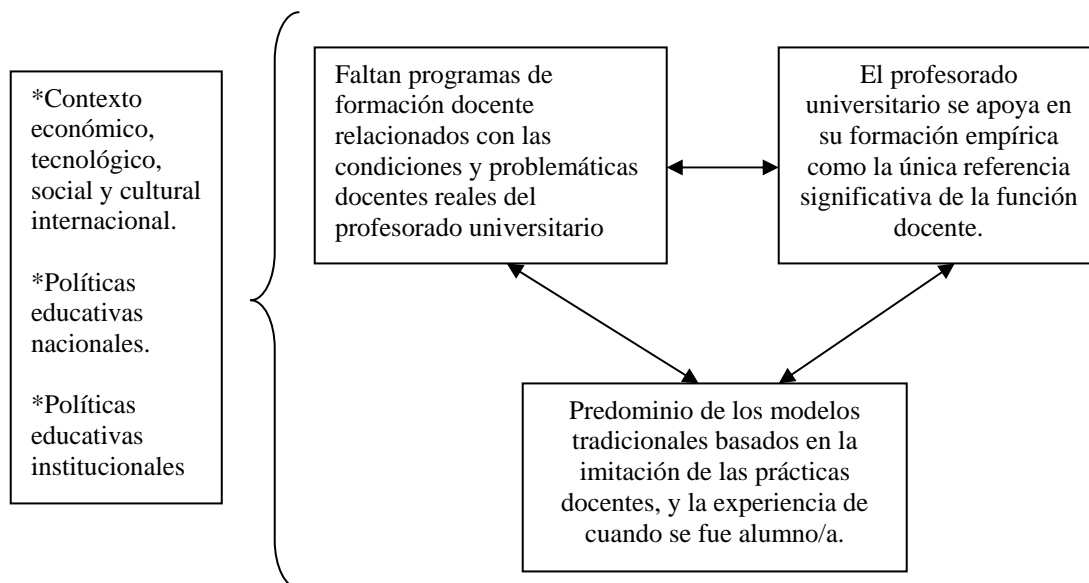 *Contexto
económico,
tecnológico,
social y cultural
internacional.
*Políticas
educativas
nacionales.
*Políticas
educativas
institucionales
Faltan programas de
formación docente
relacionados con las
condiciones y problemáticas
docentes reales del
profesorado universitario
El profesorado
universitario se apoya en
su formación empírica
como la única referencia
significativa de la función
docente.
Predominio de los modelos
tradicionales basados en la
imitación de las prácticas
docentes, y la experiencia de
cuando se fue alumno/a.